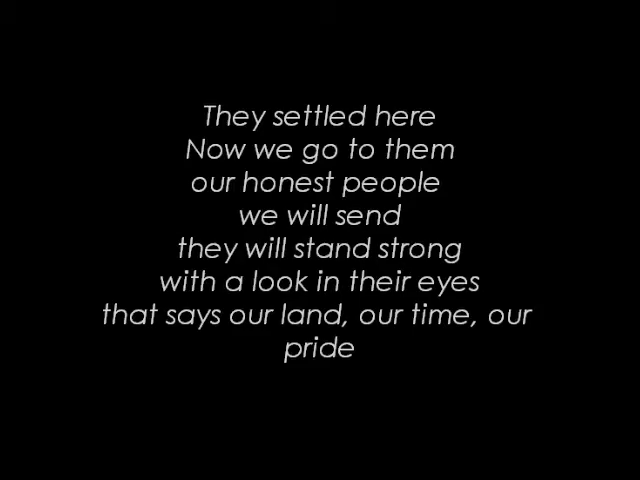 They settled here
Now we go to them
our honest people
we will send
they will stand strong
with a look in their eyes
that says our land, our time, our
pride